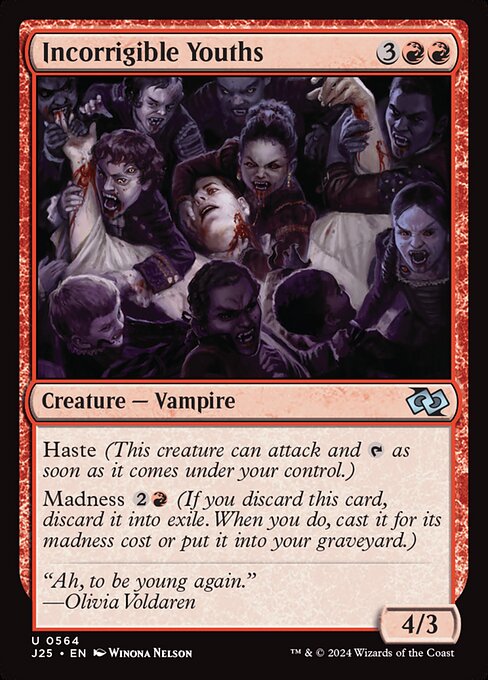 Incorrigible Youths 3
Creature — Vampire
Haste (This creature can attack and as
soon as it comes under your control.)
Madness 2 (If you discard this card,
discard it into exile. When you do, cast it for its
madness cost or put it into your graveyard.)
“Ah, to be young again.”
—Olivia Voldaren
4/3
U 0564
J25 • EN Winona Nelson
™ & © 2024 Wizards of the Coast